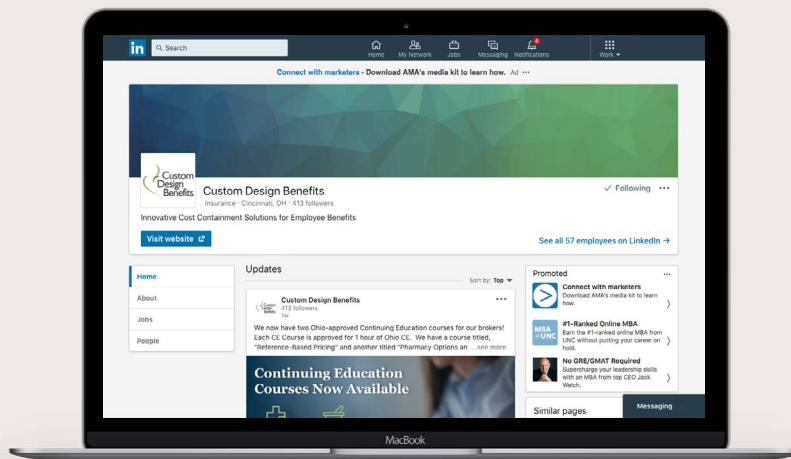 in
Search
Home
My Network
Jobs
Messaging
4
Notifications
Work
Connect with marketers - Download AMA's media kit to learn how. Ad ...
Custom
Design
Benefits
Custom Design Benefits
Insurance · Cincinnati, OH · 413 followers
Innovative Cost Containment Solutions for Employee Benefits
✓ Following ...
Visit website
See all 57 employees on LinkedIn →
Home
About
Jobs
People
Updates
Sort by: Top
Custom
Design
Benefits
Custom Design Benefits
413 followers
1w
...
We now have two Ohio-approved Continuing Education courses for our brokers!
Each CE Course is approved for 1 hour of Ohio CE. We have a course titled,
"Reference-Based Pricing" and another titled "Pharmacy Options an ...see more
Continuing Education
Courses Now Available
Promoted
...
Connect with marketers
Download AMA's media kit to learn
how.
MBA
@UNC
#1-Ranked Online MBA
Earn the #1-ranked online MBA from
UNC without putting your career on
hold.
No GRE/GMAT Required
Supercharge your leadership skills
with an MBA from top CEO Jack
Welch.
Similar pages
Messaging
MacBook